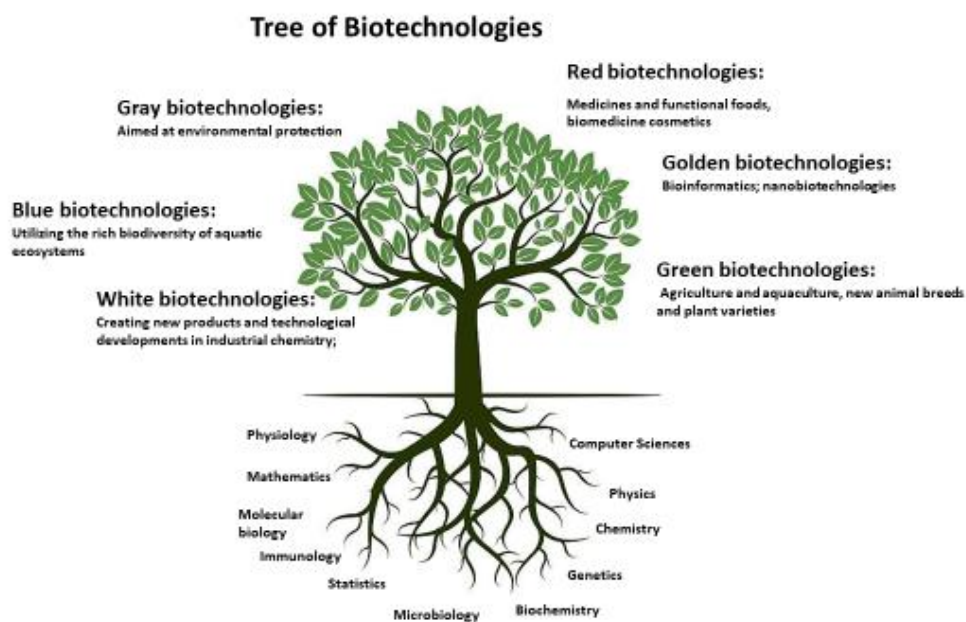 Tree of Biotechnologies
Red biotechnologies:
Medicines and functional foods,
biomedicine cosmetics
Gray biotechnologies:
Aimed at environmental protection
Golden biotechnologies:
Bioinformatics; nanobiotechnologies
Blue biotechnologies:
Utilizing the rich biodiversity of aquatic
ecosystems
Green biotechnologies:
Agriculture and aquaculture, new animal breeds
and plant varieties
White biotechnologies:
Creating new products and technological
developments in industrial chemistry;
Physiology
Computer Sciences
Mathematics
Physics
Molecular
biology
Chemistry
Immunology
Genetics
Statistics
Biochemistry
Microbiology